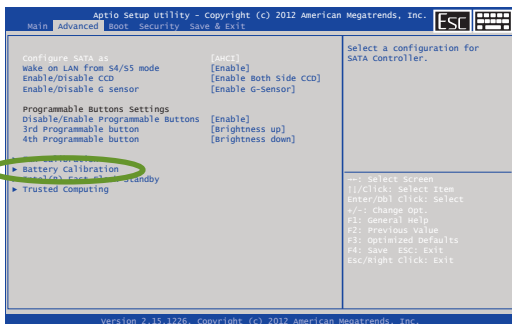 Aptio Setup Utility – Copyright (c) 2012 American Megatrends, Inc.
Esc
Main Advanced Boot Security Save & Exit
Configure SATA as [AHCI]
Wake on LAN from S4/S5 mode [Enable]
Enable/Disable CCD [Enable Both Side CCD]
Enable/Disable G sensor [Enable G-Sensor]
Programmable Buttons Settings
Disable/Enable Programmable Buttons [Enable]
3rd Programmable button [Brightness up]
4th Programmable button [Brightness down]
▶ Battery Calibration
Standby
▶ Trusted Computing
Select a configuration for
SATA Controller.
: Select Screen
↑↓/Click: Select Item
Enter/Dbl Click: Select
+/-: Change Opt.
F1: General Help
F2: Previous Value
F3: Optimized Defaults
F4: Save ESC: Exit
Esc/Right Click: Exit
Version 2.15.1226. Copyright (c) 2012 American Megatrends, Inc.